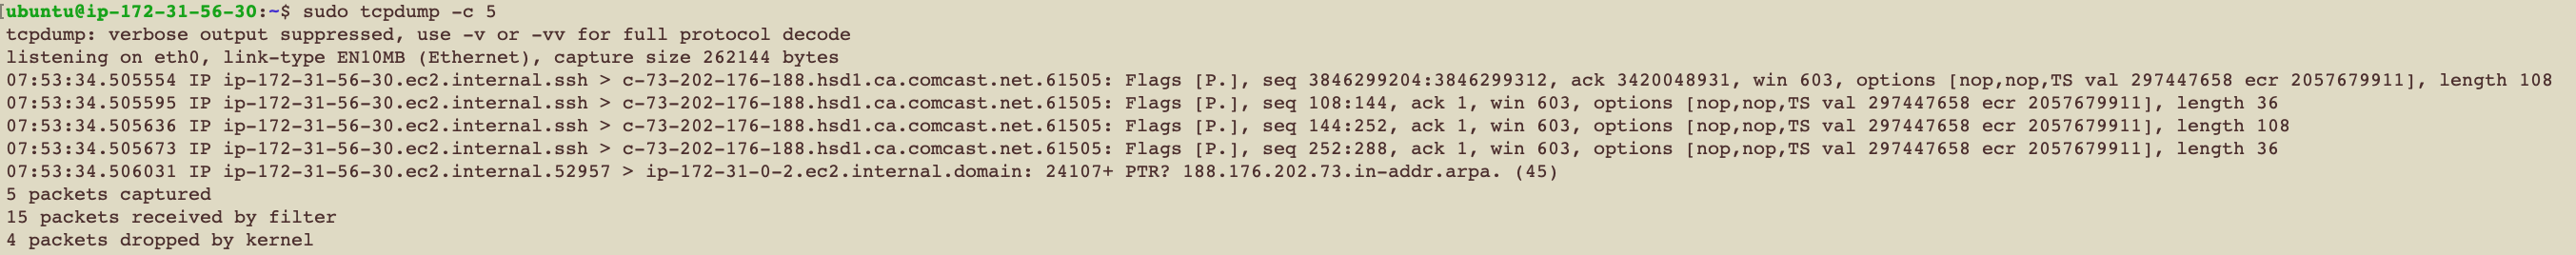 [ubuntu@ip-172-31-56-30:~$ sudo tcpdump -c 5
tcpdump: verbose output suppressed, use -v or -vv for full protocol decode
listening on eth0, link-type EN10MB (Ethernet), capture size 262144 bytes
07:53:34.505554 IP ip-172-31-56-30.ec2.internal.ssh > c-73-202-176-188.hsd1.ca.comcast.net.61505: Flags [P.], seq 3846299204:3846299312, ack 3420048931, win 603, options [nop,nop,TS val 297447658 ecr 2057679911], length 108
07:53:34.505595 IP ip-172-31-56-30.ec2.internal.ssh > c-73-202-176-188.hsd1.ca.comcast.net.61505: Flags [P.], seq 108:144, ack 1, win 603, options [nop,nop,TS val 297447658 ecr 2057679911], length 36
07:53:34.505636 IP ip-172-31-56-30.ec2.internal.ssh > c-73-202-176-188.hsd1.ca.comcast.net.61505: Flags [P.], seq 144:252, ack 1, win 603, options [nop,nop,TS val 297447658 ecr 2057679911], length 108
07:53:34.505673 IP ip-172-31-56-30.ec2.internal.ssh > c-73-202-176-188.hsd1.ca.comcast.net.61505: Flags [P.], seq 252:288, ack 1, win 603, options [nop,nop,TS val 297447658 ecr 2057679911], length 36
07:53:34.506031 IP ip-172-31-56-30.ec2.internal.52957 > ip-172-31-0-2.ec2.internal.domain: 24107+ PTR? 188.176.202.73.in-addr.arpa. (45)
5 packets captured
15 packets received by filter
4 packets dropped by kernel